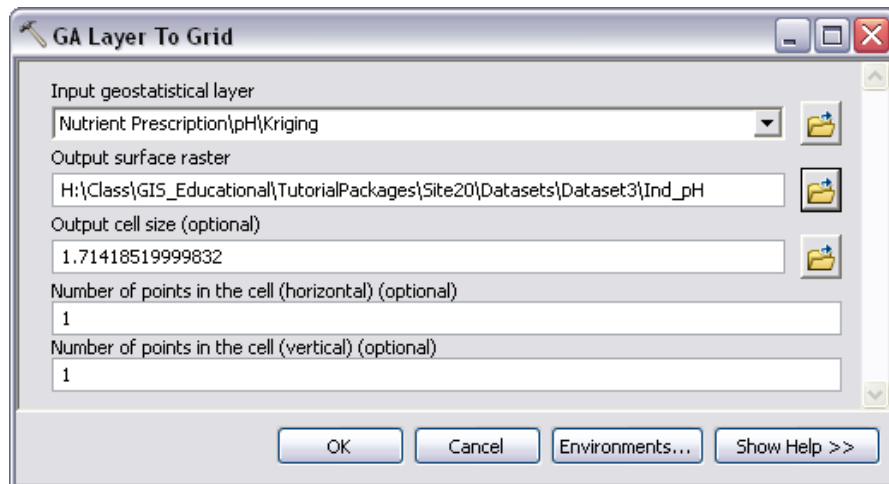 GA Layer To Grid
Input geostatistical layer
Nutrient Prescription\pH\Kriging
Output surface raster
H:\Class\GIS_Educational\TutorialPackages\Site20\Datasets\Dataset3\Ind_pH
Output cell size (optional)
1.71418519999832
Number of points in the cell (horizontal) (optional)
1
Number of points in the cell (vertical) (optional)
1
OK Cancel Environments... Show Help >>